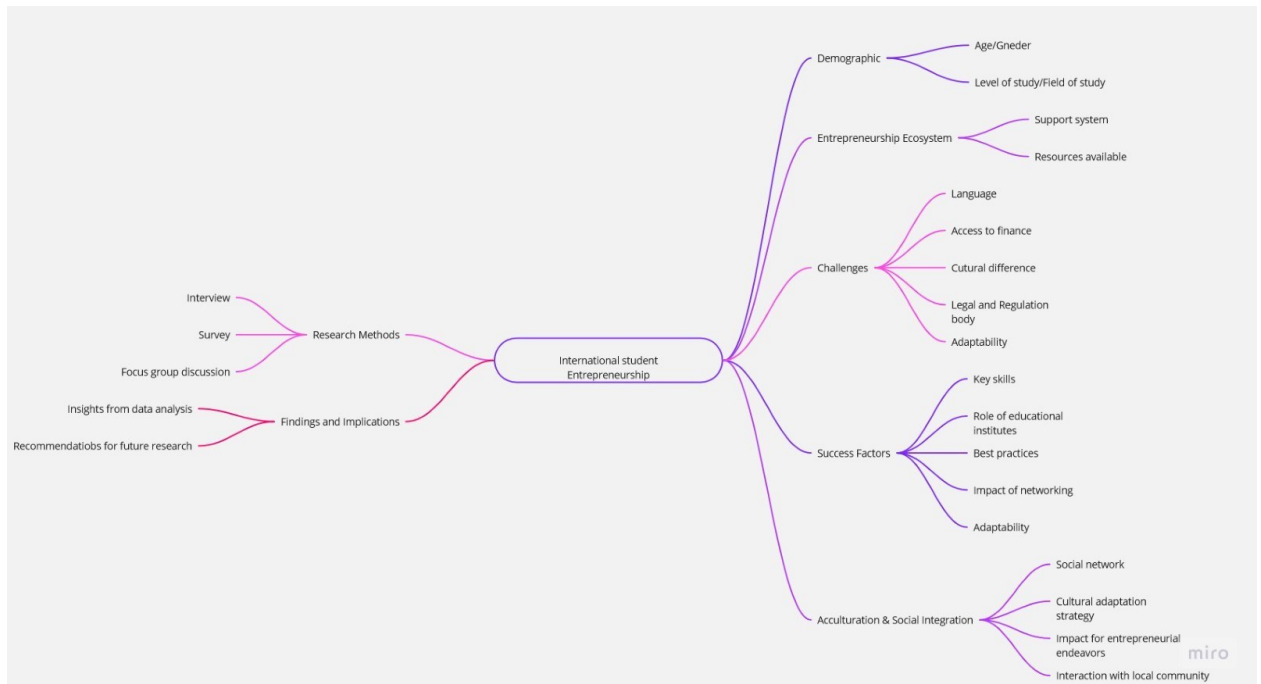 International student
Entrepreneurship
Research Methods
Interview
Survey
Focus group discussion
Findings and Implications
Insights from data analysis
Recommendatiobs for future research
Demographic
Age/Gneder
Level of study/Field of study
Entrepreneurship Ecosystem
Support system
Resources available
Challenges
Language
Access to finance
Cutural difference
Legal and Regulation
body
Adaptability
Success Factors
Key skills
Role of educational
institutes
Best practices
Impact of networking
Adaptability
Acculturation & Social Integration
Social network
Cultural adaptation
strategy
Impact for entrepreneurial
endeavors
Interaction with local community
miro